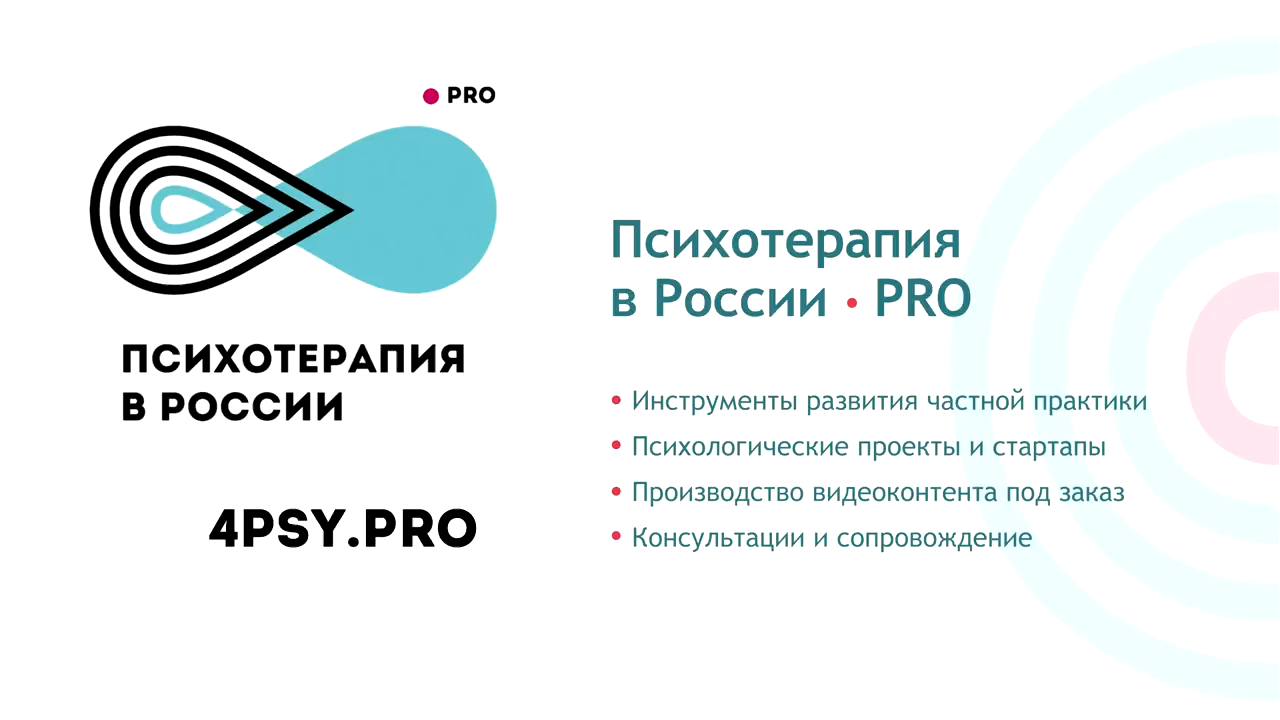 ● PRO
ПСИХОТЕРАПИЯ
В РОССИИ
4PSY.PRO
Психотерапия
в России • PRO
• Инструменты развития частной практики
• Психологические проекты и стартапы
• Производство видеоконтента под заказ
• Консультации и сопровождение